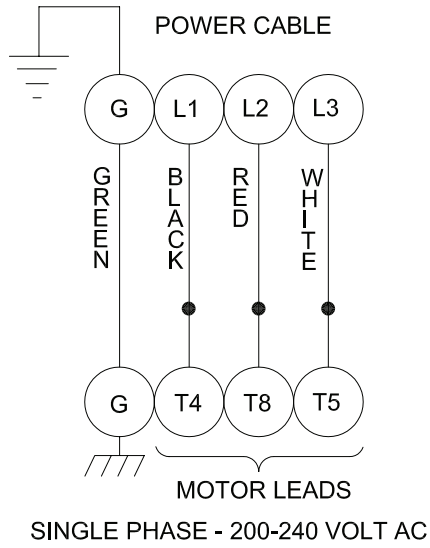 POWER CABLE
G L1 L2 L3
GREEN
BLACK
RED
WHITE
G T4 T8 T5
MOTOR LEADS
SINGLE PHASE - 200-240 VOLT AC